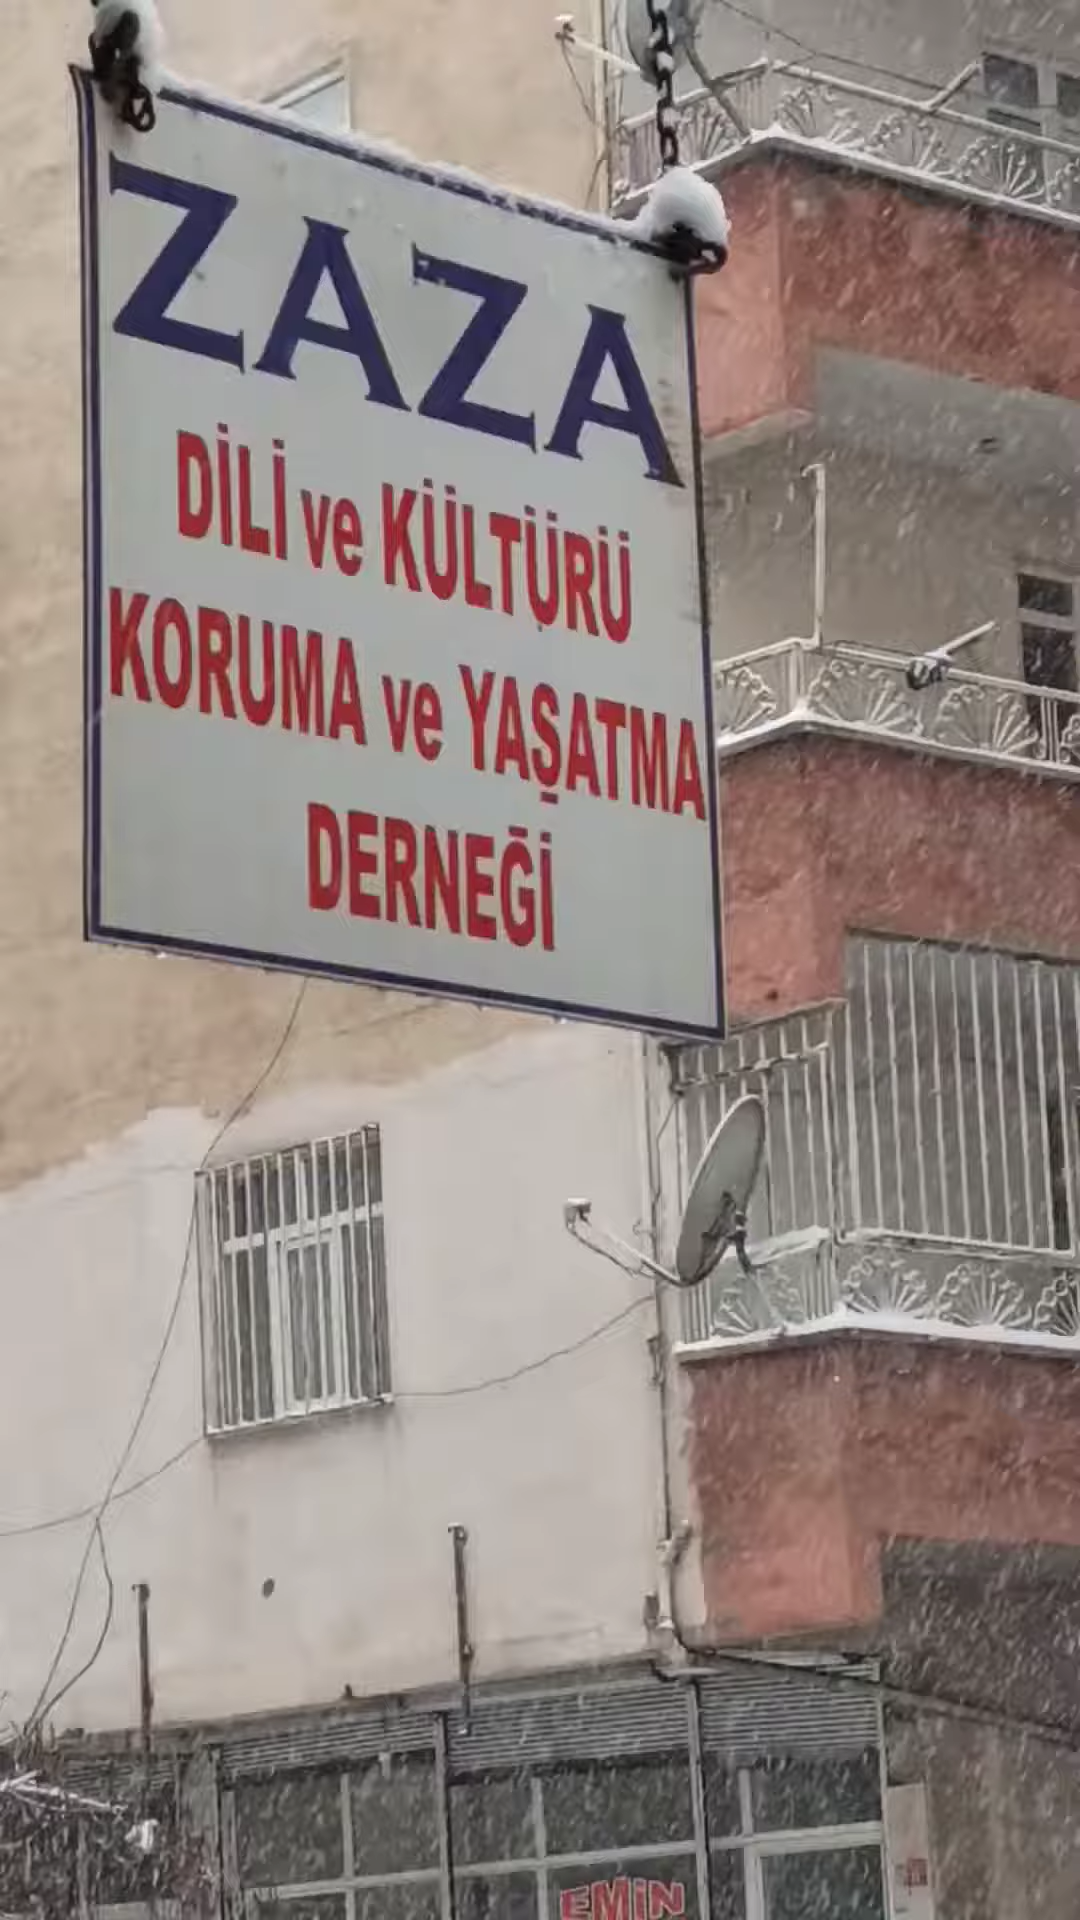 ZAZA
DİLİ ve KÜLTÜRÜ
KORUMA ve YAŞATMA
DERNEĞİ
EMİN